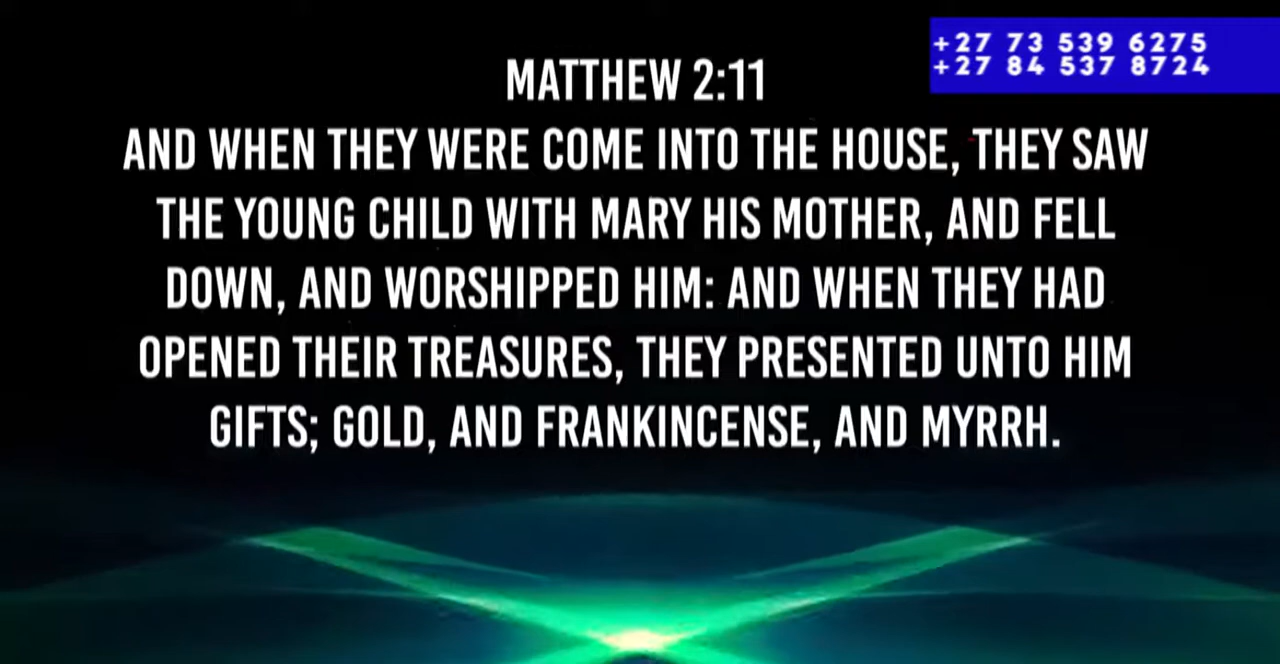 +27 73 539 6275
+27 84 537 8724
MATTHEW 2:11
AND WHEN THEY WERE COME INTO THE HOUSE, THEY SAW
THE YOUNG CHILD WITH MARY HIS MOTHER, AND FELL
DOWN, AND WORSHIPPED HIM: AND WHEN THEY HAD
OPENED THEIR TREASURES, THEY PRESENTED UNTO HIM
GIFTS; GOLD, AND FRANKINCENSE, AND MYRRH.